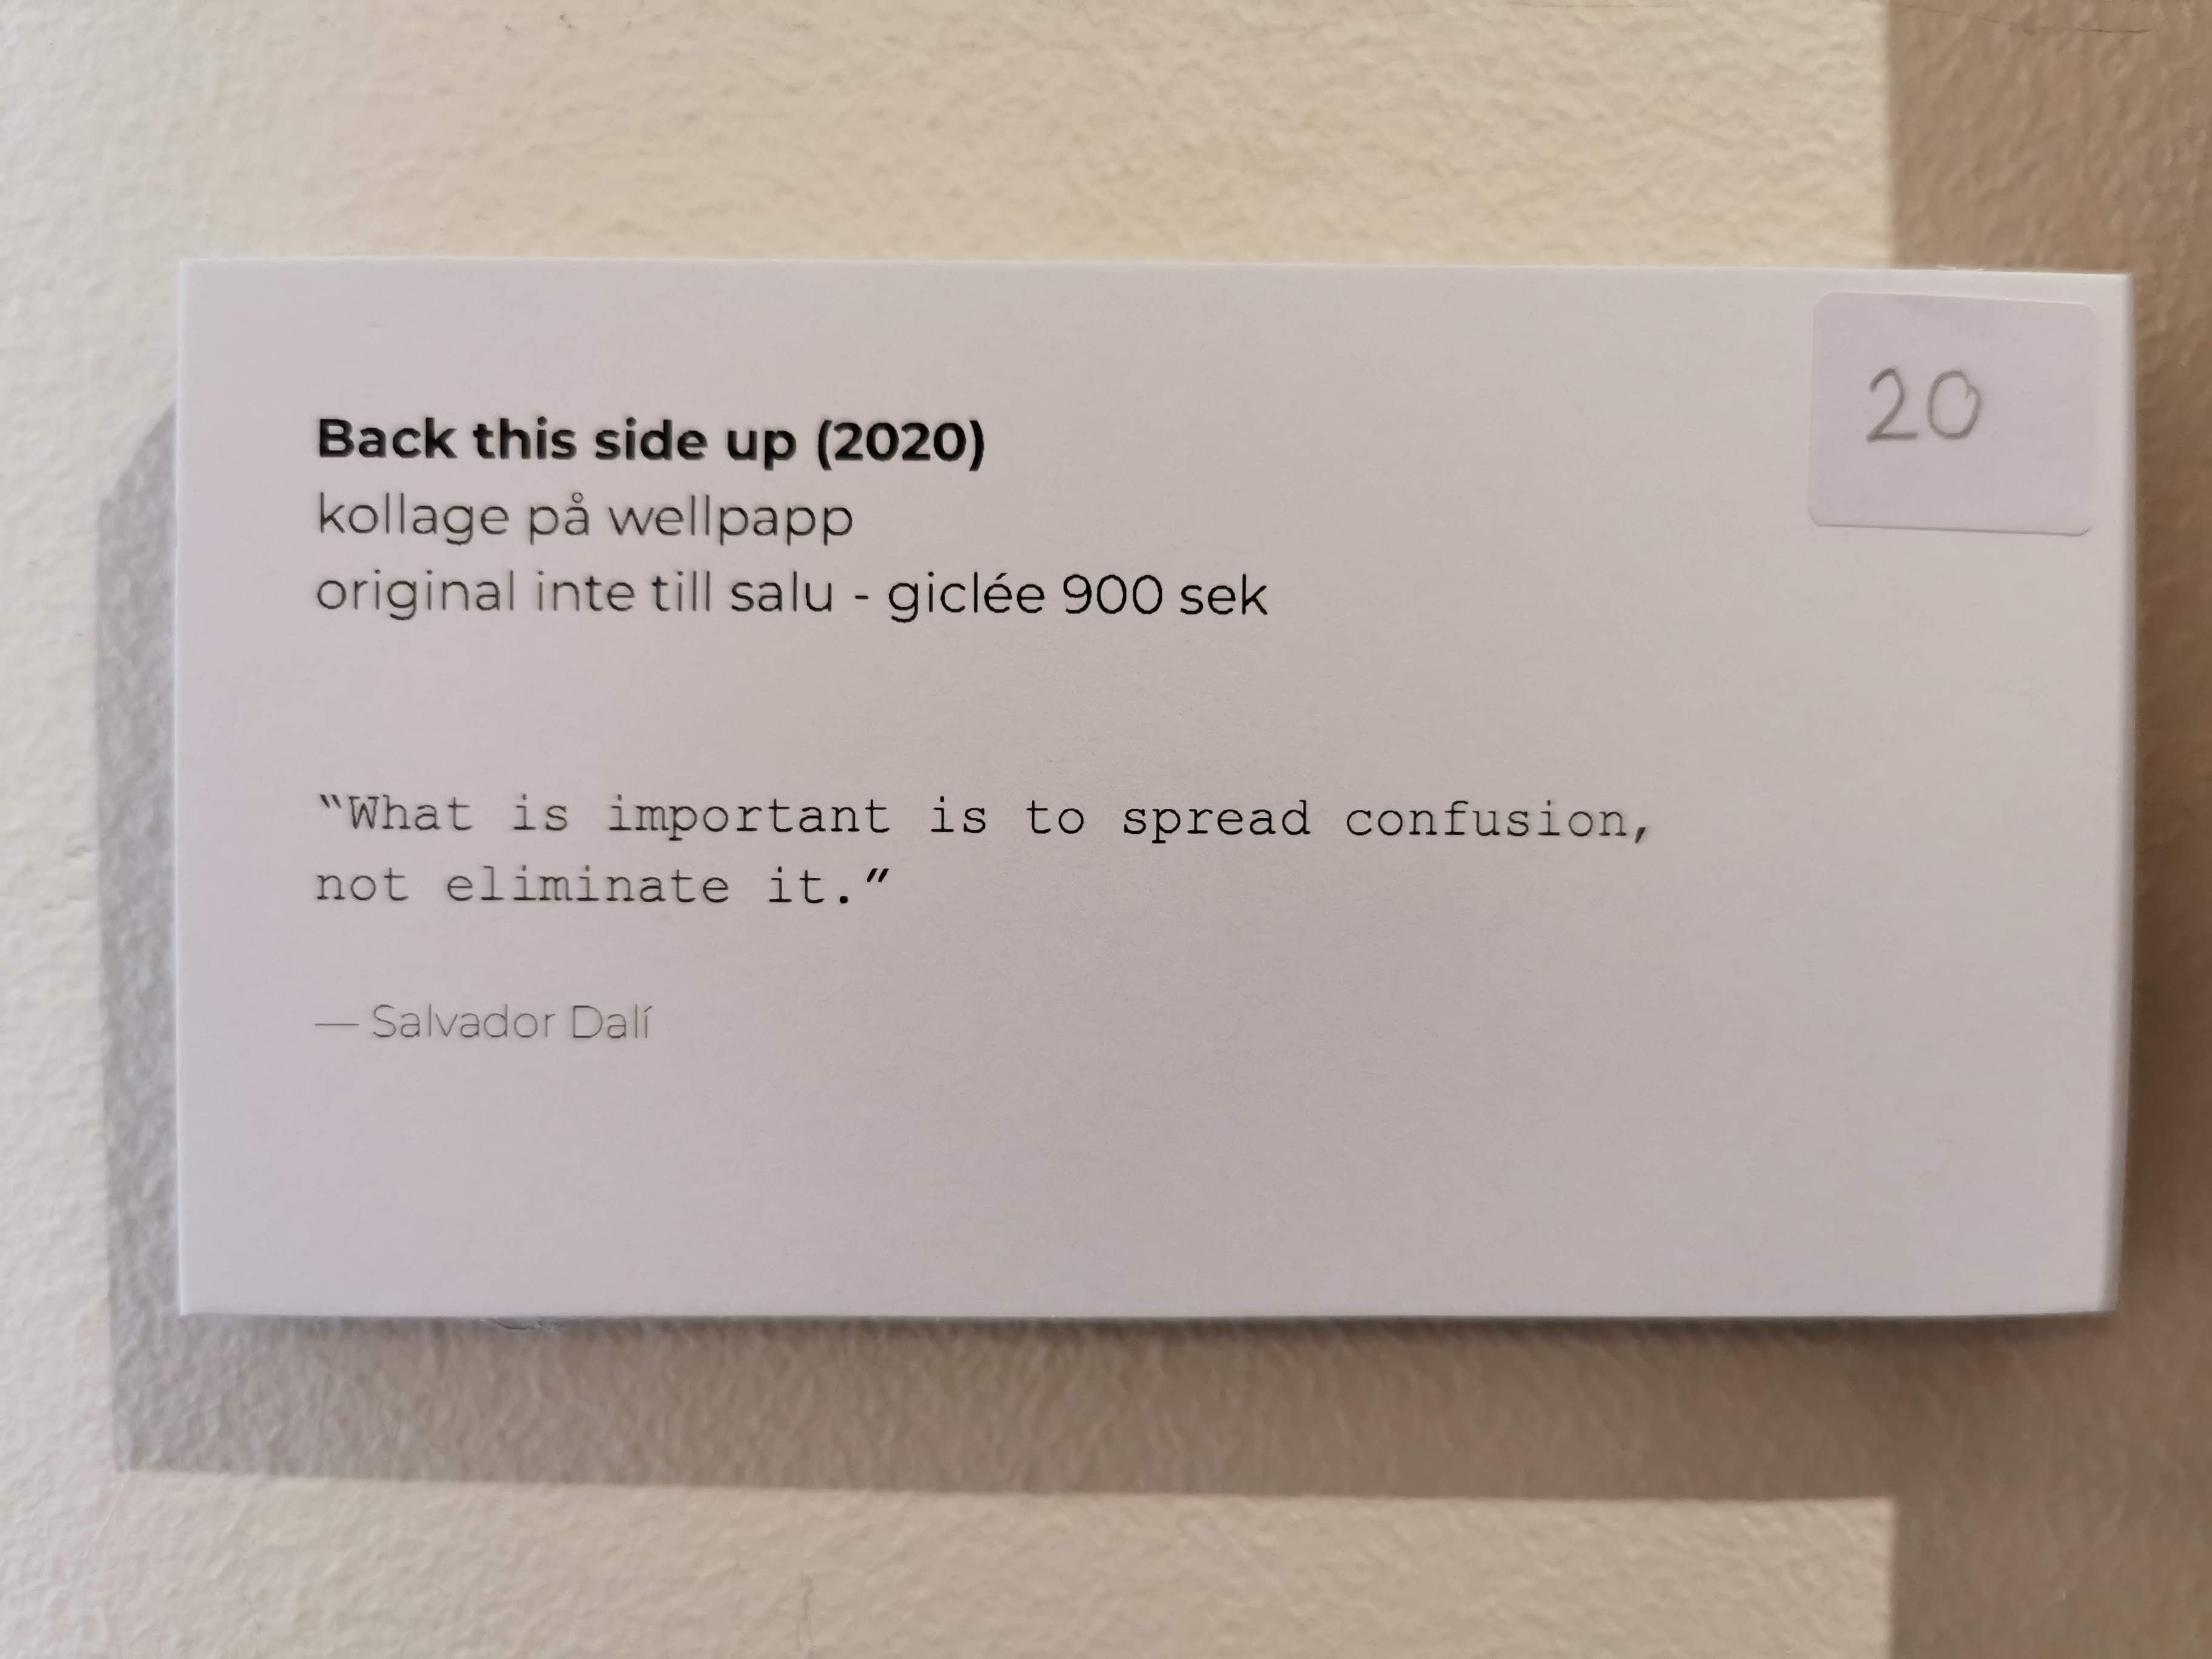 20
Back this side up (2020)
kollage på wellpapp
original inte till salu - giclée 900 sek
“What is important is to spread confusion,
not eliminate it.”
— Salvador Dalí